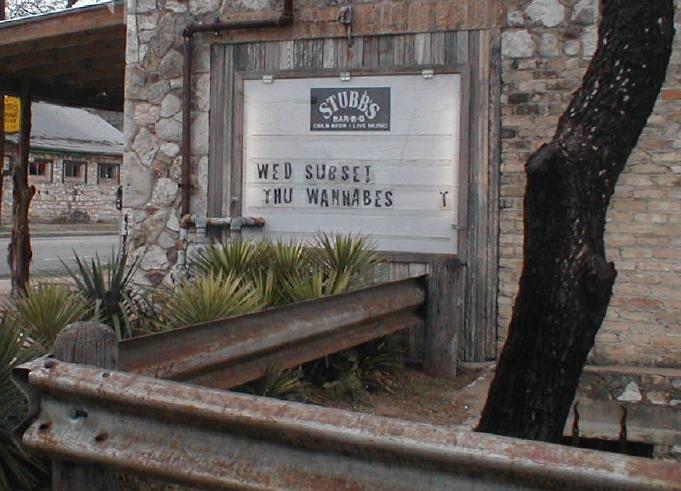 STUBB'S
BAR-B-Q
COLD BEER • LIVE MUSIC
WED SUBSET
THU WANNABES T